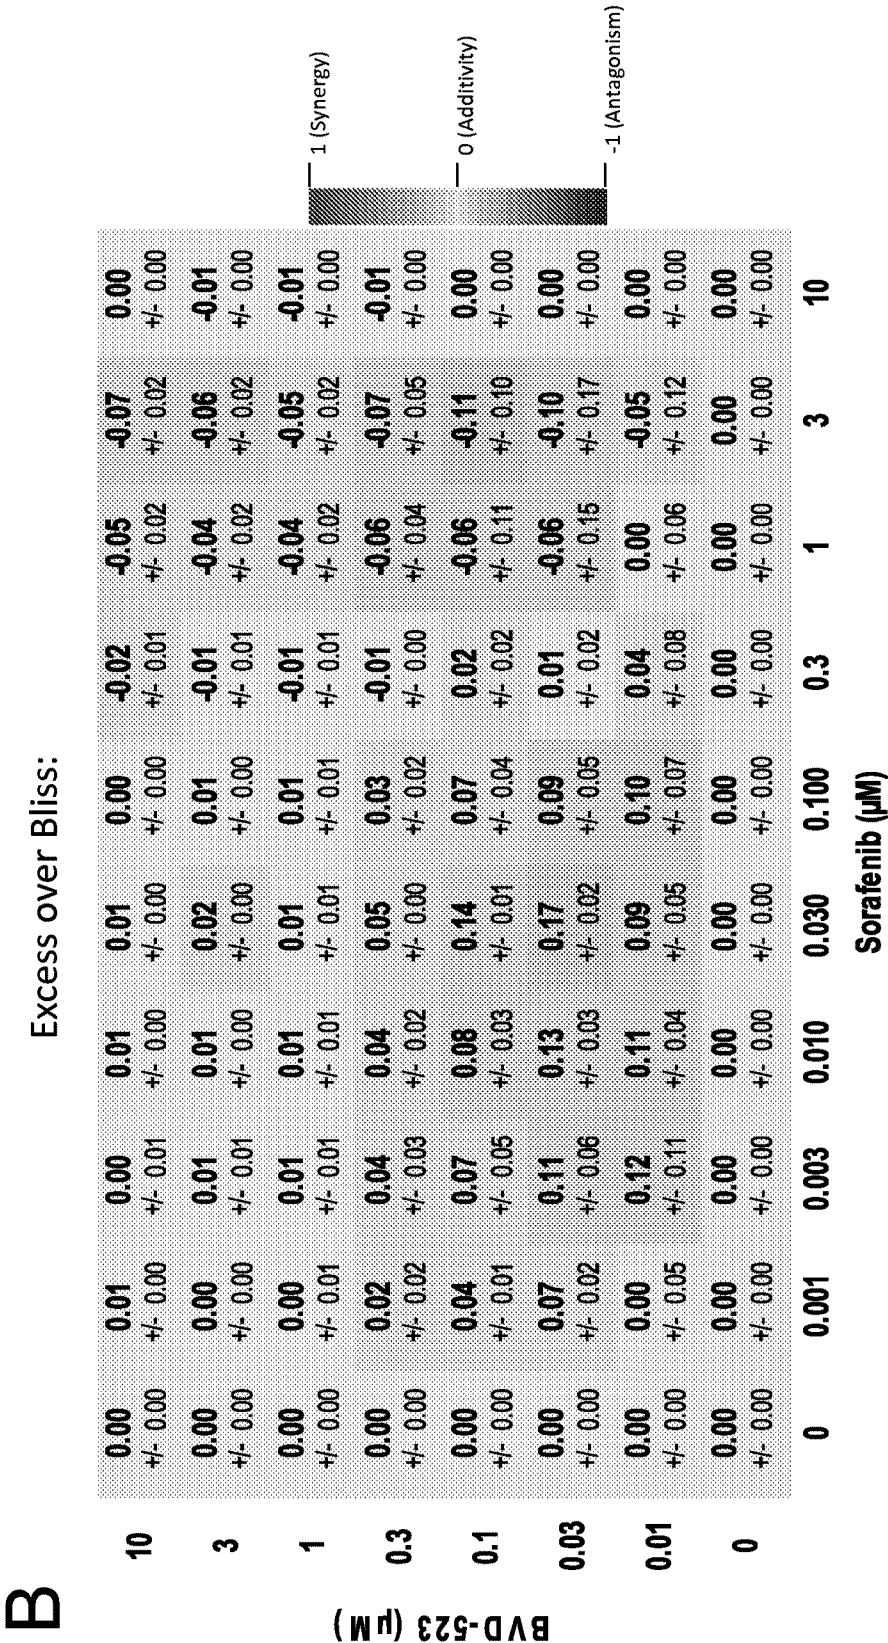 B
Excess over Bliss:
10 0.00 0.01 0.00 0.01 0.01 0.00 -0.02 -0.05 -0.07 0.00
+/- 0.00 +/- 0.00 +/- 0.01 +/- 0.00 +/- 0.00 +/- 0.00 +/- 0.01 +/- 0.02 +/- 0.02 +/- 0.00
3 0.00 0.00 0.01 0.01 0.02 0.01 -0.01 -0.04 -0.06 -0.01
+/- 0.00 +/- 0.00 +/- 0.01 +/- 0.00 +/- 0.00 +/- 0.00 +/- 0.01 +/- 0.02 +/- 0.02 +/- 0.00
1 0.00 0.00 0.01 0.01 0.01 0.01 -0.01 -0.04 -0.05 -0.01
+/- 0.00 +/- 0.01 +/- 0.01 +/- 0.01 +/- 0.01 +/- 0.01 +/- 0.01 +/- 0.02 +/- 0.02 +/- 0.00
0.3 0.00 0.02 0.04 0.04 0.05 0.03 -0.01 -0.06 -0.07 -0.01
+/- 0.00 +/- 0.02 +/- 0.03 +/- 0.02 +/- 0.00 +/- 0.02 +/- 0.00 +/- 0.04 +/- 0.05 +/- 0.00
0.1 0.00 0.04 0.07 0.08 0.14 0.07 0.02 -0.06 -0.11 0.00
+/- 0.00 +/- 0.01 +/- 0.05 +/- 0.03 +/- 0.01 +/- 0.04 +/- 0.02 +/- 0.11 +/- 0.10 +/- 0.00
0.03 0.00 0.07 0.11 0.13 0.17 0.09 0.01 -0.06 -0.10 0.00
+/- 0.00 +/- 0.02 +/- 0.06 +/- 0.03 +/- 0.02 +/- 0.05 +/- 0.02 +/- 0.15 +/- 0.17 +/- 0.00
0.01 0.00 0.00 0.12 0.11 0.09 0.10 0.04 0.00 -0.05 0.00
+/- 0.00 +/- 0.05 +/- 0.11 +/- 0.04 +/- 0.05 +/- 0.07 +/- 0.08 +/- 0.06 +/- 0.12 +/- 0.00
0 0.00 0.00 0.00 0.00 0.00 0.00 0.00 0.00 0.00 0.00
+/- 0.00 +/- 0.00 +/- 0.00 +/- 0.00 +/- 0.00 +/- 0.00 +/- 0.00 +/- 0.00 +/- 0.00 +/- 0.00
0 0.001 0.003 0.010 0.030 0.100 0.3 1 3 10
BVD-523 (µM)
Sorafenib (µM)
1 (Synergy)
0 (Additivity)
-1 (Antagonism)